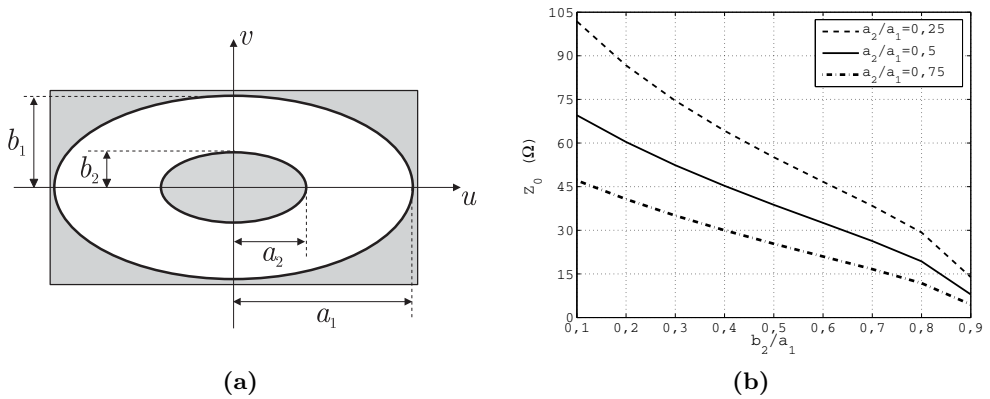 v
b1
b2
u
a2
a1
(a)
105
90
75
60
45
30
15
0
Z0 (Ω)
a2/a1=0,25
a2/a1=0,5
a2/a1=0,75
0,1 0,2 0,3 0,4 0,5 0,6 0,7 0,8 0,9
b2/a1
(b)